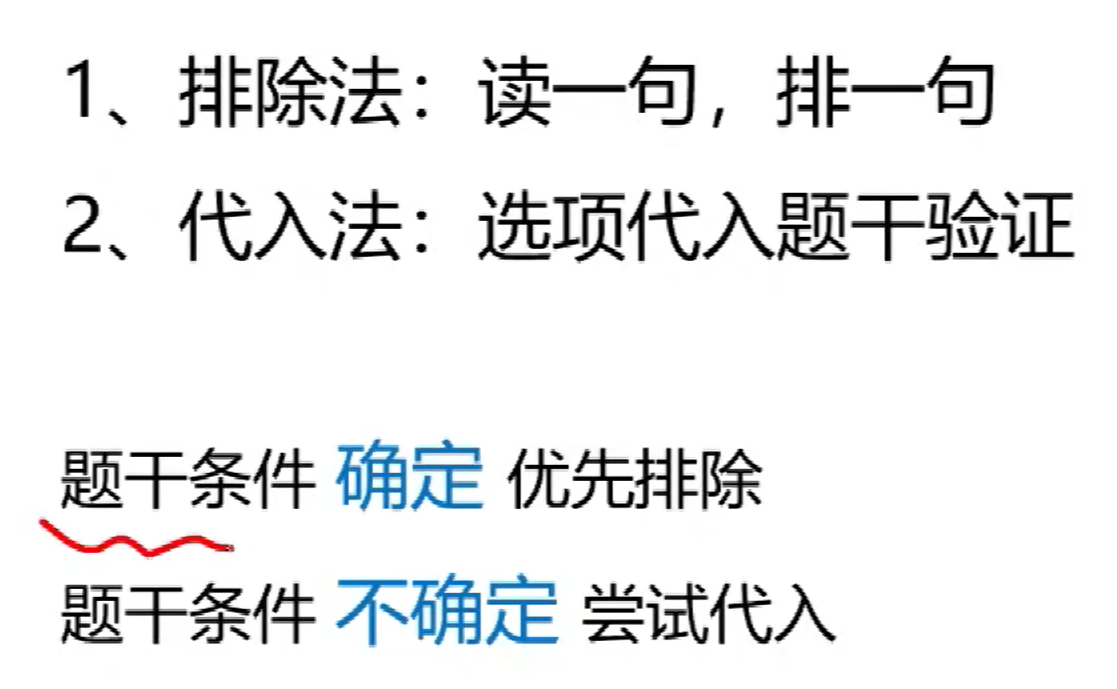 1、排除法：读一句，排一句
2、代入法：选项代入题干验证
题干条件 确定 优先排除
题干条件 不确定 尝试代入